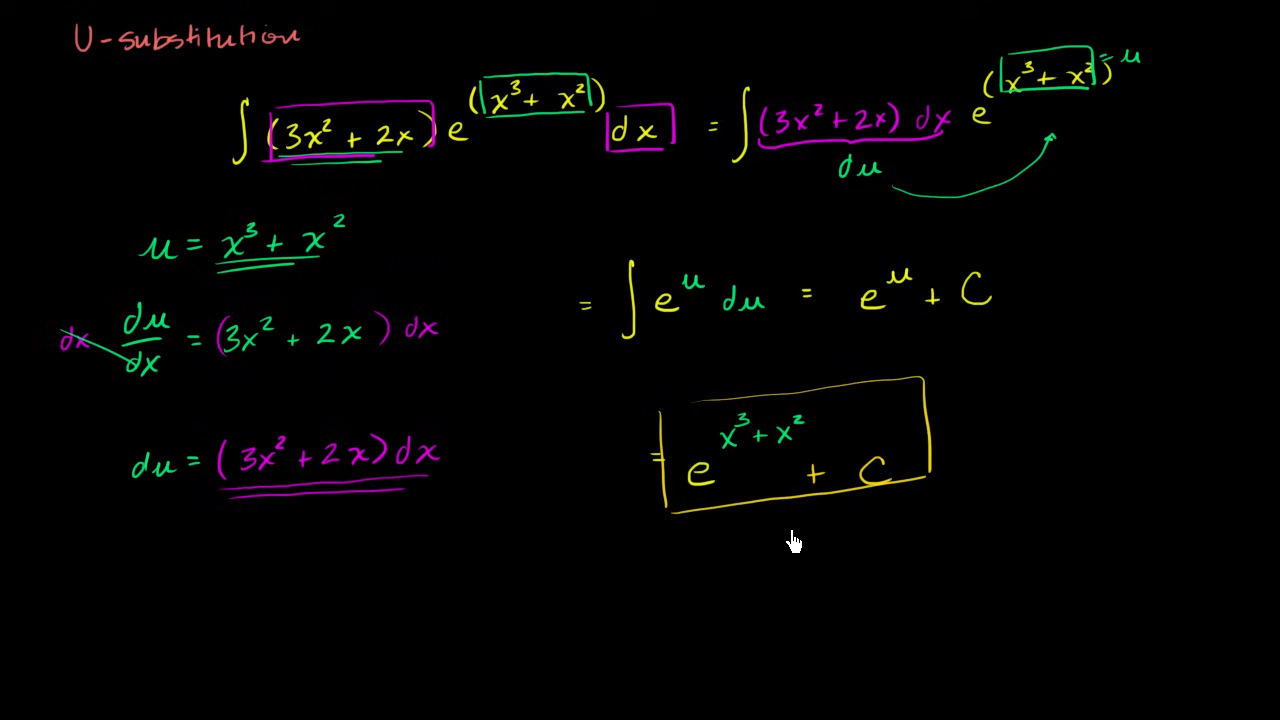 U-substitution
∫ (3x² + 2x) e^(x³ + x²) dx = ∫ (3x² + 2x) dx e^(x³ + x²) = u
du
u = x³ + x²
dx du/dx = (3x² + 2x) dx
= ∫ e^u du = e^u + C
du = (3x² + 2x) dx
= e^x³ + x² + C